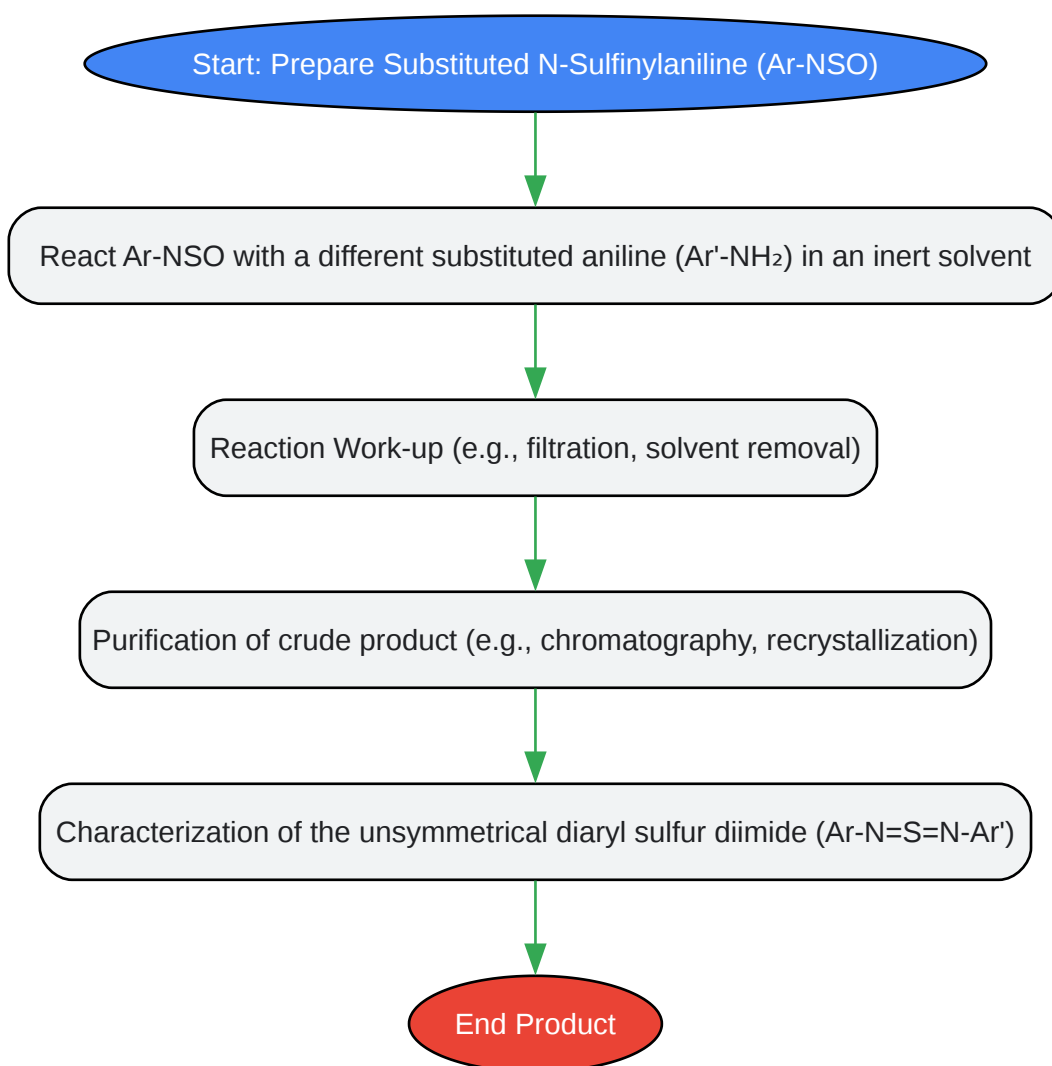 Start: Prepare Substituted N-Sulfinylaniline (Ar-NSO)
React Ar-NSO with a different substituted aniline (Ar'-NH₂) in an inert solvent
Reaction Work-up (e.g., filtration, solvent removal)
Purification of crude product (e.g., chromatography, recrystallization)
Characterization of the unsymmetrical diaryl sulfur diimide (Ar-N=S=N-Ar')
End Product